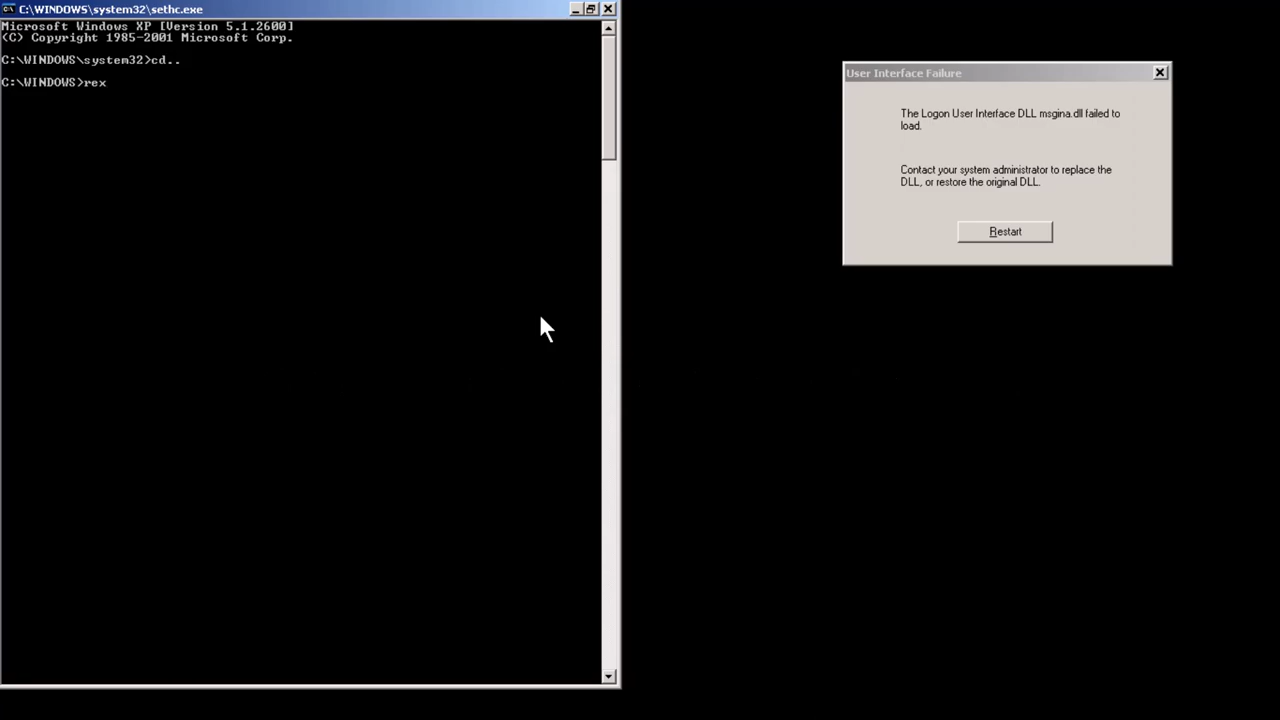 C:\WINDOWS\system32\sethc.exe
Microsoft Windows XP [Version 5.1.2600]
(C) Copyright 1985-2001 Microsoft Corp.
C:\WINDOWS\system32>cd..
C:\WINDOWS>rex
User Interface Failure
The Logon User Interface DLL msgina.dll failed to
load.
Contact your system administrator to replace the
DLL, or restore the original DLL.
Restart